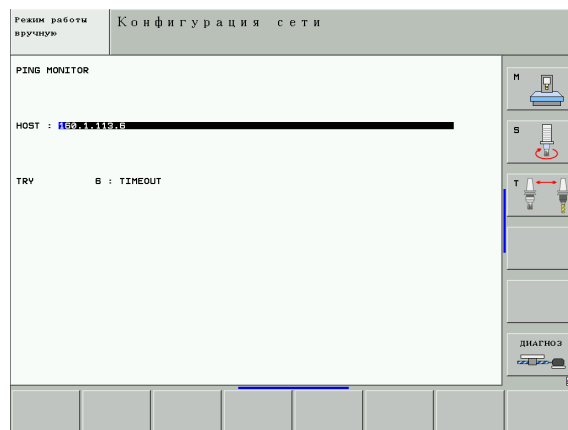 Режим работы
вручную
Конфигурация сети
PING MONITOR
HOST : 160.1.113.6
TRY 6 : TIMEOUT
M
S
T
ДИАГНОЗ